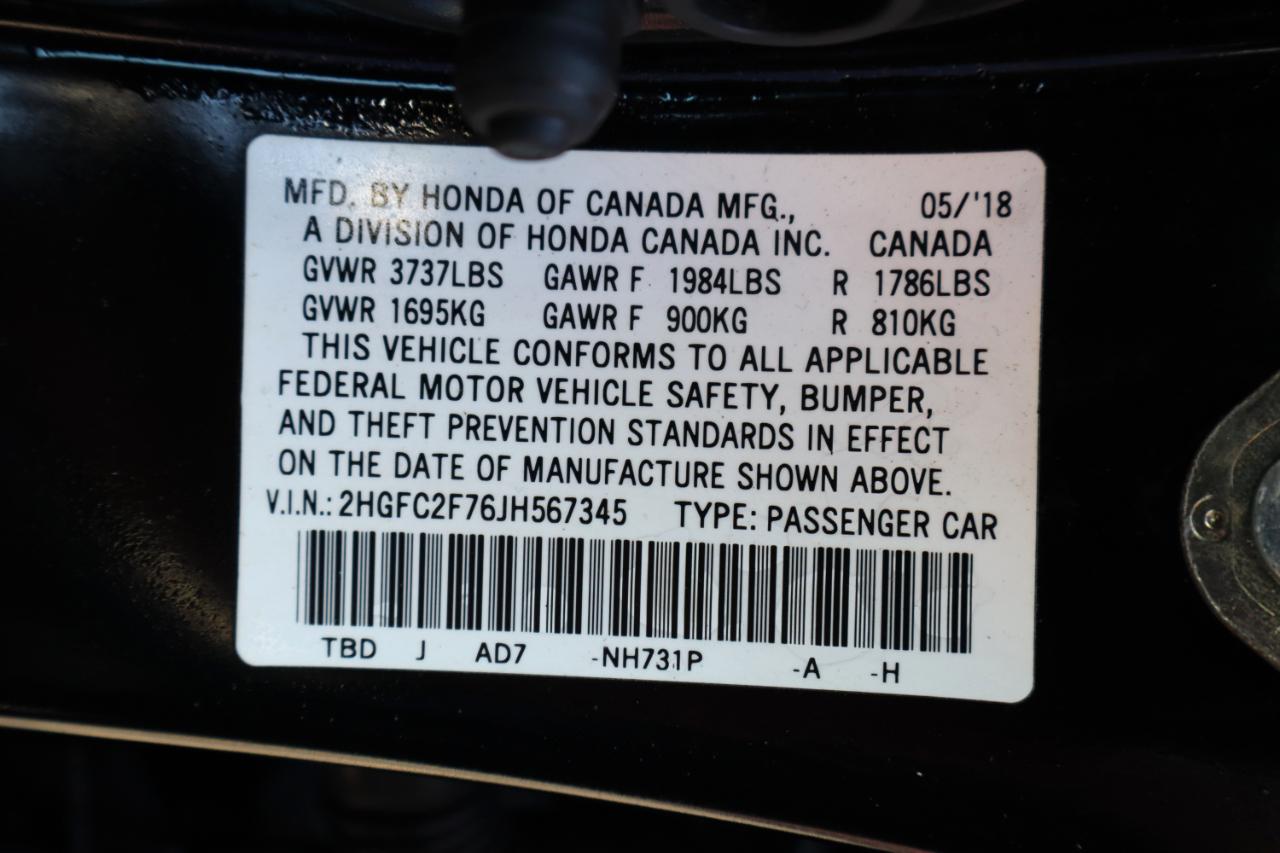 MFD. BY HONDA OF CANADA MFG., 05/'18
A DIVISION OF HONDA CANADA INC. CANADA
GVWR 3737LBS GAWR F 1984LBS R 1786LBS
GVWR 1695KG GAWR F 900KG R 810KG
THIS VEHICLE CONFORMS TO ALL APPLICABLE
FEDERAL MOTOR VEHICLE SAFETY, BUMPER,
AND THEFT PREVENTION STANDARDS IN EFFECT
ON THE DATE OF MANUFACTURE SHOWN ABOVE.
V.I.N.: 2HGFC2F76JH567345 TYPE: PASSENGER CAR
TBD J AD7 -NH731P -A -H